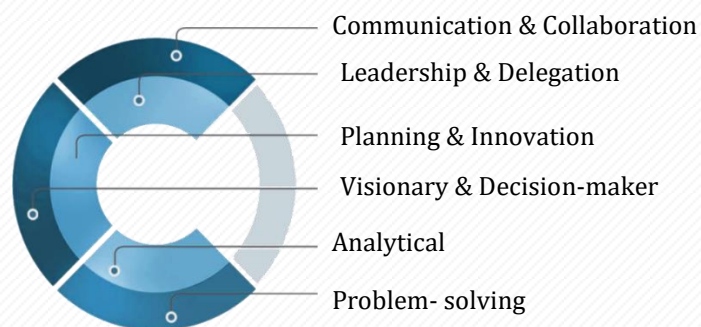 Communication & Collaboration
Leadership & Delegation
Planning & Innovation
Visionary & Decision-maker
Analytical
Problem- solving